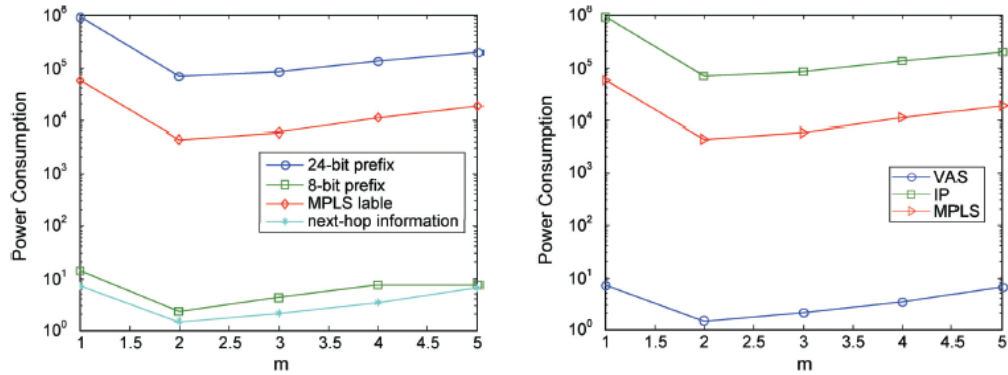 10^6
10^5
10^4
10^3
10^2
10^1
10^0
Power Consumption
24-bit prefix
8-bit prefix
MPLS lable
next-hop information
1 1.5 2 2.5 3 3.5 4 4.5 5
m
10^6
10^5
10^4
10^3
10^2
10^1
10^0
Power Consumption
VAS
IP
MPLS
1 1.5 2 2.5 3 3.5 4 4.5 5
m